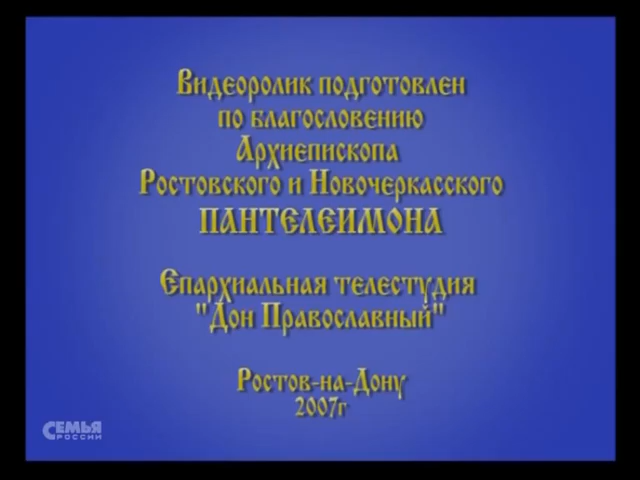 Видеоролик подготовлен
по благословению
Архиепископа
Ростовского и Новочеркасского
ПАНТЕЛЕИМОНА
Епархиальная телестудия
"Дон Православный"
Ростов-на-Дону
2007г
СЕМЬЯ
РОССИИ